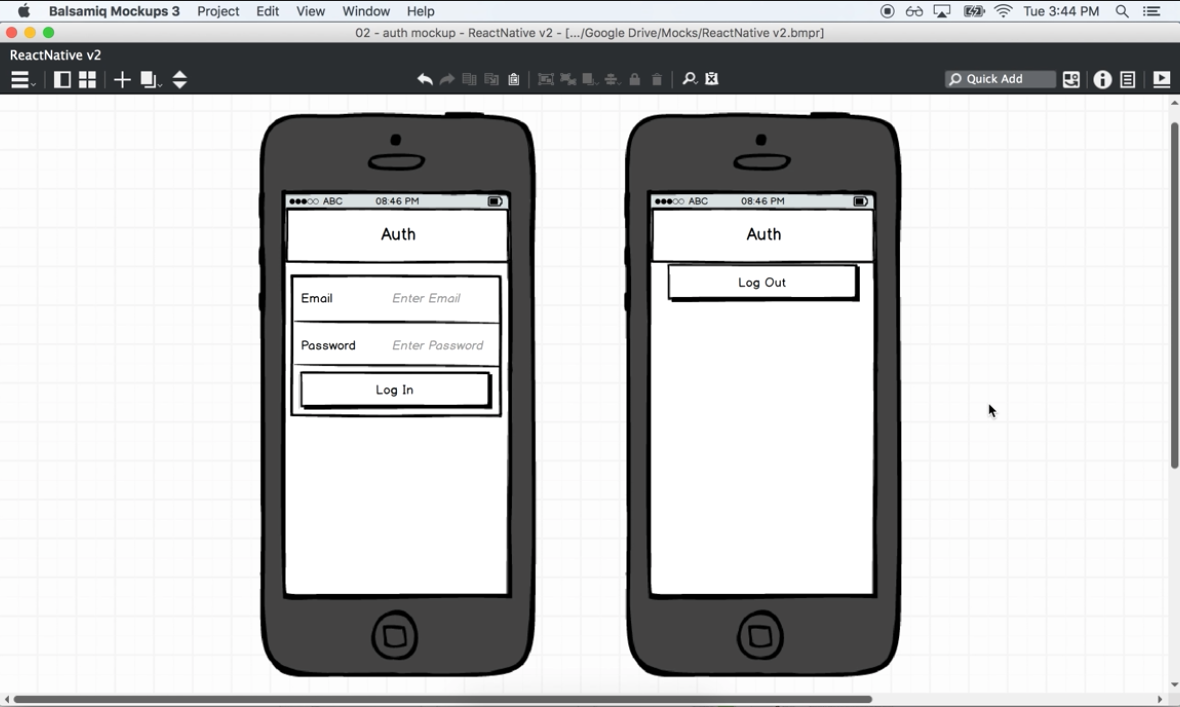 Balsamiq Mockups 3 Project Edit View Window Help Tue 3:44 PM
02 - auth mockup - ReactNative v2 - [.../Google Drive/Mocks/ReactNative v2.bmpr]
ReactNative v2
Quick Add
ABC 08:46 PM
Auth
Email Enter Email
Password Enter Password
Log In
ABC 08:46 PM
Auth
Log Out